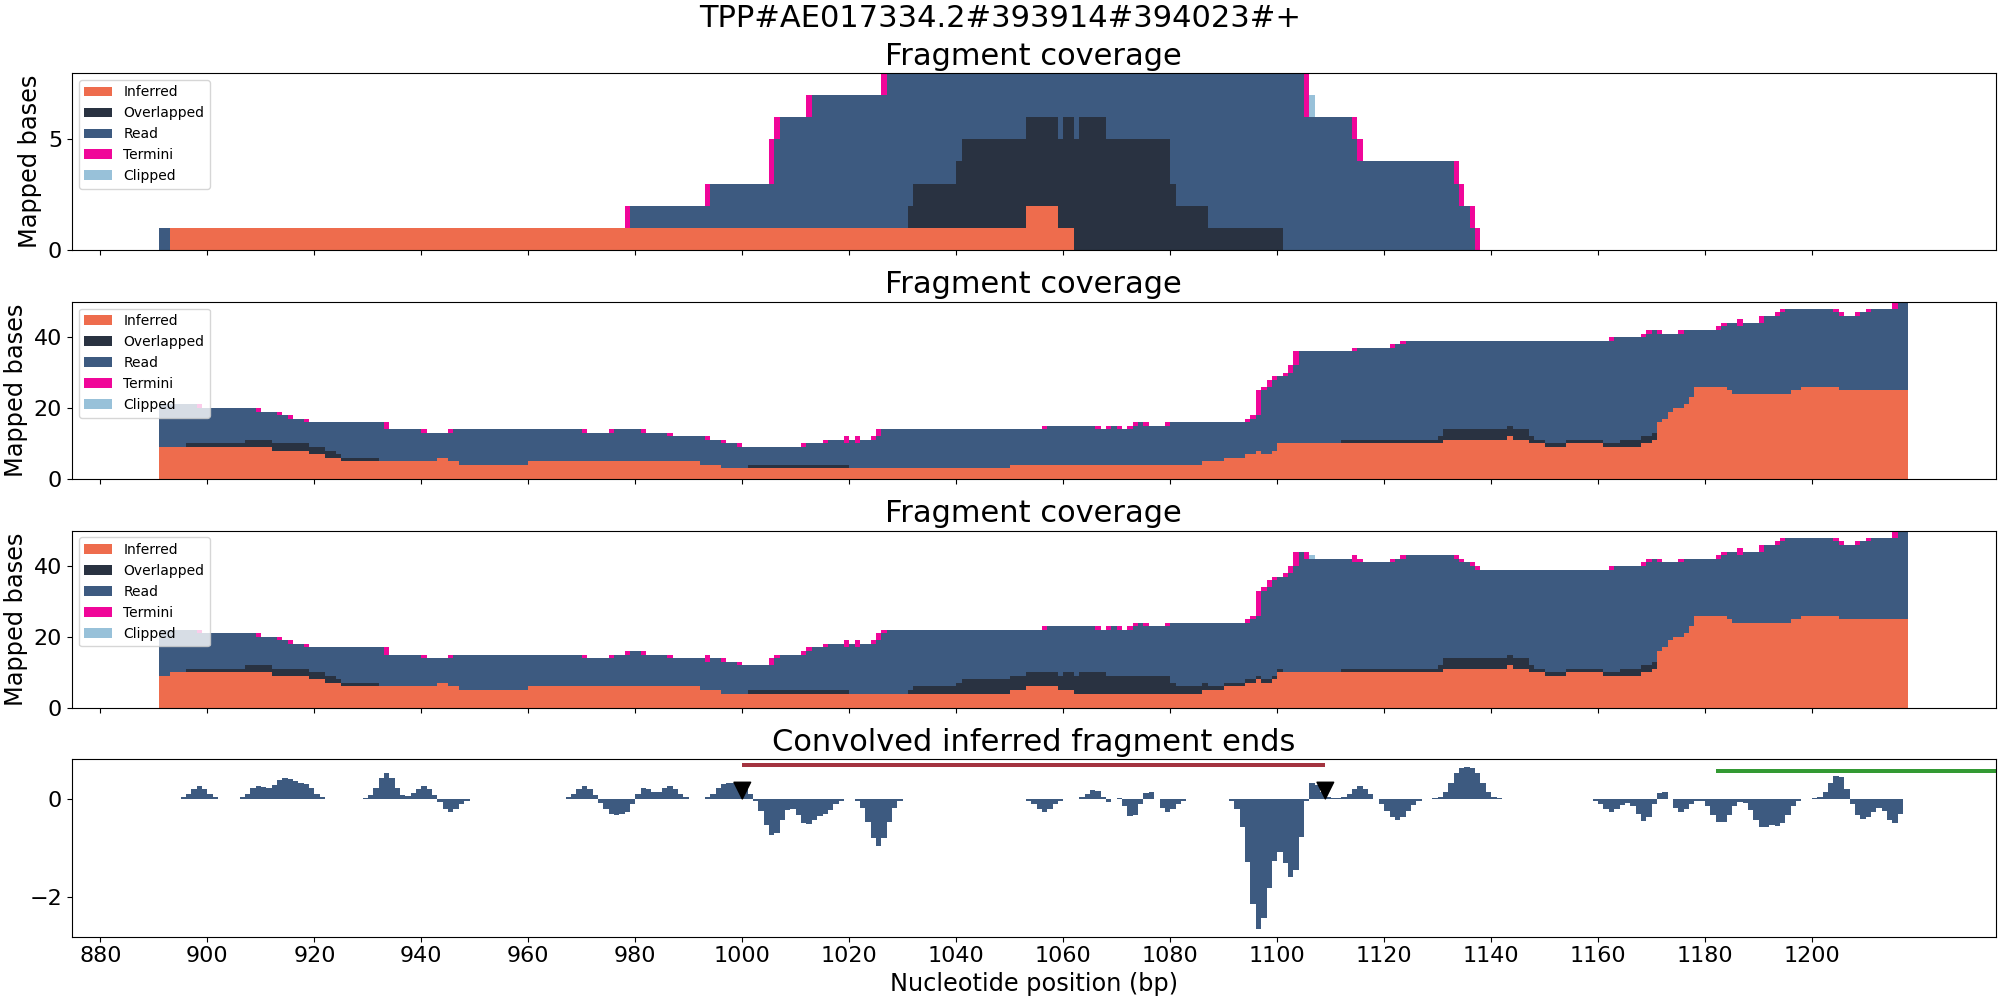 TPP#AE017334.2#393914#394023#+
Fragment coverage
Mapped bases
5
0
Inferred
Overlapped
Read
Termini
Clipped
Fragment coverage
Mapped bases
40
20
0
Inferred
Overlapped
Read
Termini
Clipped
Fragment coverage
Mapped bases
40
20
0
Inferred
Overlapped
Read
Termini
Clipped
Convolved inferred fragment ends
0
−2
880 900 920 940 960 980 1000 1020 1040 1060 1080 1100 1120 1140 1160 1180 1200
Nucleotide position (bp)